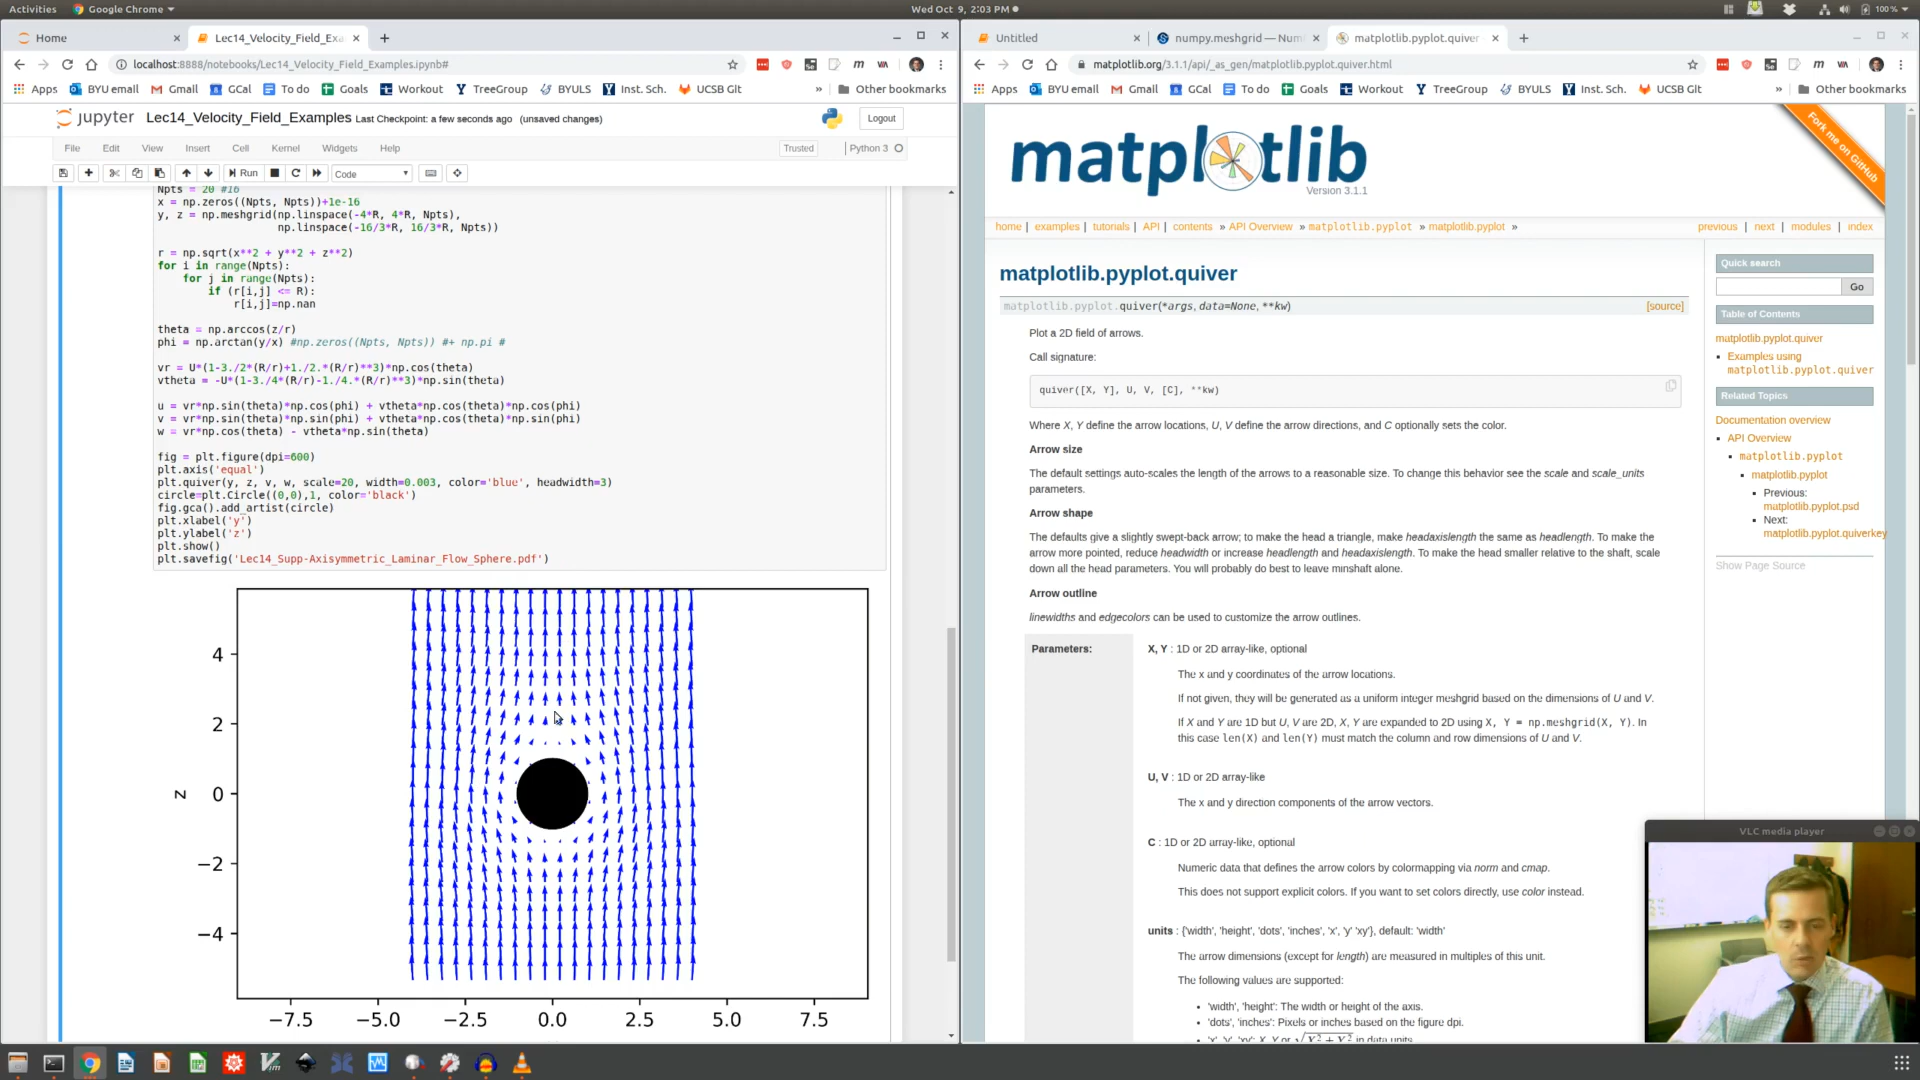 Activities
Google Chrome
Wed Oct 9, 2:03 PM
100 %
Home
Lec14_Velocity_Field_Exa
localhost:8888/notebooks/Lec14_Velocity_Field_Examples.ipynb#
Apps BYU email Gmail GCal To do Goals Workout TreeGroup BYULS Inst. Sch. UCSB GIt » Other bookmarks
jupyter Lec14_Velocity_Field_Examples Last Checkpoint: a few seconds ago (unsaved changes)
Logout
File Edit View Insert Cell Kernel Widgets Help
Trusted Python 3
Run Code
Npts = 20 #16
x = np.zeros((Npts, Npts))+1e-16
y, z = np.meshgrid(np.linspace(-4*R, 4*R, Npts),
np.linspace(-16/3*R, 16/3*R, Npts))
r = np.sqrt(x**2 + y**2 + z**2)
for i in range(Npts):
for j in range(Npts):
if (r[i,j] <= R):
r[i,j]=np.nan
theta = np.arccos(z/r)
phi = np.arctan(y/x) #np.zeros((Npts, Npts)) #+ np.pi #
vr = U*(1-3./2*(R/r)+1./2.*(R/r)**3)*np.cos(theta)
vtheta = -U*(1-3./4*(R/r)-1./4.*(R/r)**3)*np.sin(theta)
u = vr*np.sin(theta)*np.cos(phi) + vtheta*np.cos(theta)*np.cos(phi)
v = vr*np.sin(theta)*np.sin(phi) + vtheta*np.cos(theta)*np.sin(phi)
w = vr*np.cos(theta) - vtheta*np.sin(theta)
fig = plt.figure(dpi=600)
plt.axis('equal')
plt.quiver(y, z, v, w, scale=20, width=0.003, color='blue', headwidth=3)
circle=plt.Circle((0,0),1, color='black')
fig.gca().add_artist(circle)
plt.xlabel('y')
plt.ylabel('z')
plt.show()
plt.savefig('Lec14_Supp-Axisymmetric_Laminar_Flow_Sphere.pdf')
4
2
z 0
−2
−4
−7.5 −5.0 −2.5 0.0 2.5 5.0 7.5
Untitled
numpy.meshgrid — Num
matplotlib.pyplot.quiver
matplotlib.org/3.1.1/api/_as_gen/matplotlib.pyplot.quiver.html
Apps BYU email Gmail GCal To do Goals Workout TreeGroup BYULS Inst. Sch. UCSB GIt » Other bookmarks
matplotlib
Version 3.1.1
Fork me on GitHub
home | examples | tutorials | API | contents » API Overview » matplotlib.pyplot » matplotlib.pyplot »
previous | next | modules | index
matplotlib.pyplot.quiver
matplotlib.pyplot.quiver(*args, data=None, **kw)
[source]
Plot a 2D field of arrows.
Call signature:
quiver([X, Y], U, V, [C], **kw)
Where X, Y define the arrow locations, U, V define the arrow directions, and C optionally sets the color.
Arrow size
The default settings auto-scales the length of the arrows to a reasonable size. To change this behavior see the scale and scale_units
parameters.
Arrow shape
The defaults give a slightly swept-back arrow; to make the head a triangle, make headaxislength the same as headlength. To make the
arrow more pointed, reduce headwidth or increase headlength and headaxislength. To make the head smaller relative to the shaft, scale
down all the head parameters. You will probably do best to leave minshaft alone.
Arrow outline
linewidths and edgecolors can be used to customize the arrow outlines.
Parameters:
X, Y : 1D or 2D array-like, optional
The x and y coordinates of the arrow locations.
If not given, they will be generated as a uniform integer meshgrid based on the dimensions of U and V.
If X and Y are 1D but U, V are 2D, X, Y are expanded to 2D using X, Y = np.meshgrid(X, Y). In
this case len(X) and len(Y) must match the column and row dimensions of U and V.
U, V : 1D or 2D array-like
The x and y direction components of the arrow vectors.
C : 1D or 2D array-like, optional
Numeric data that defines the arrow colors by colormapping via norm and cmap.
This does not support explicit colors. If you want to set colors directly, use color instead.
units : {'width', 'height', 'dots', 'inches', 'x', 'y' 'xy'}, default: 'width'
The arrow dimensions (except for length) are measured in multiples of this unit.
The following values are supported:
'width', 'height': The width or height of the axis.
'dots', 'inches': Pixels or inches based on the figure dpi.
Quick search
Go
Table of Contents
matplotlib.pyplot.quiver
Examples using
matplotlib.pyplot.quiver
Related Topics
Documentation overview
API Overview
matplotlib.pyplot
matplotlib.pyplot
Previous:
matplotlib.pyplot.psd
Next:
matplotlib.pyplot.quiverkey
Show Page Source
VLC media player